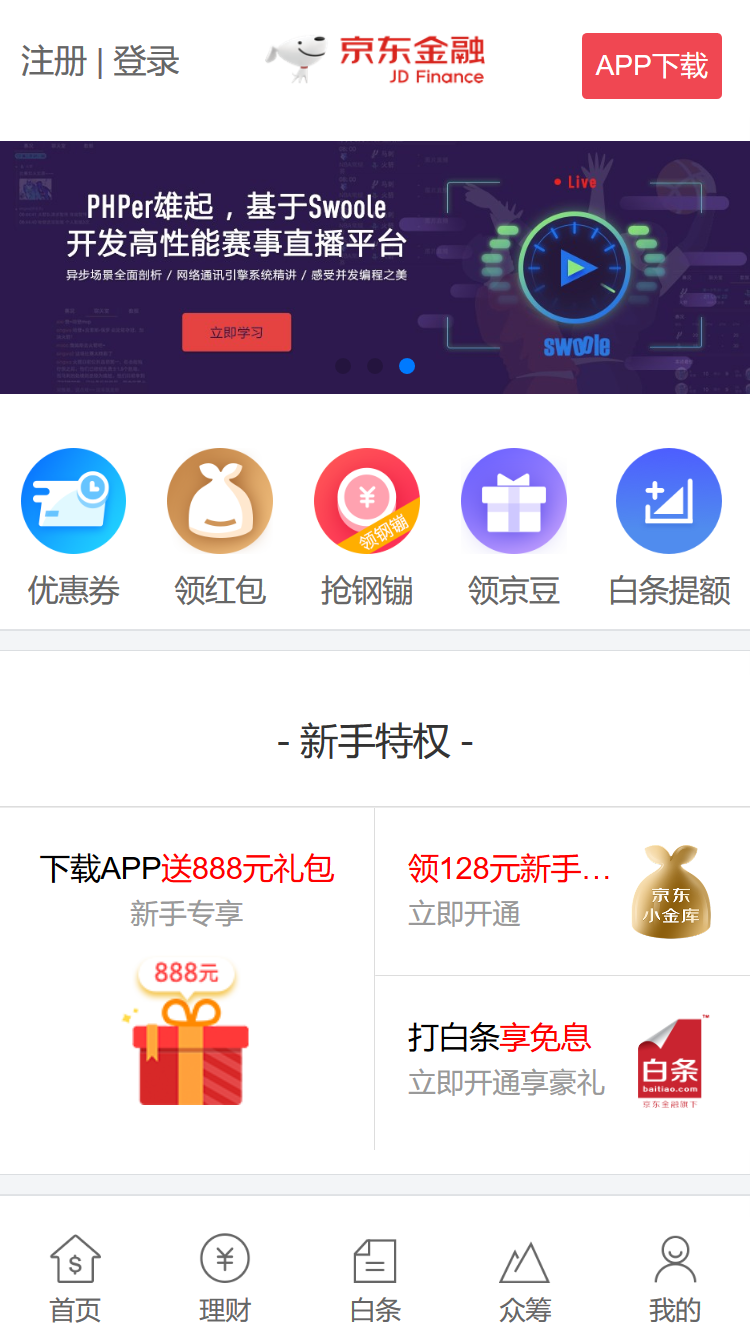 注册 | 登录
京东金融
JD Finance
APP下载
Live
PHPer雄起，基于Swoole
开发高性能赛事直播平台
异步场景全面剖析 / 网络通讯引擎系统精讲 / 感受并发编程之美
立即学习
swoole
领钢镚
优惠券
领红包
抢钢镚
领京豆
白条提额
- 新手特权 -
下载APP送888元礼包
新手专享
888元
领128元新手…
立即开通
京东
小金库
打白条享免息
立即开通享豪礼
白条
baitiao.com
京东金融旗下
首页
理财
白条
众筹
我的